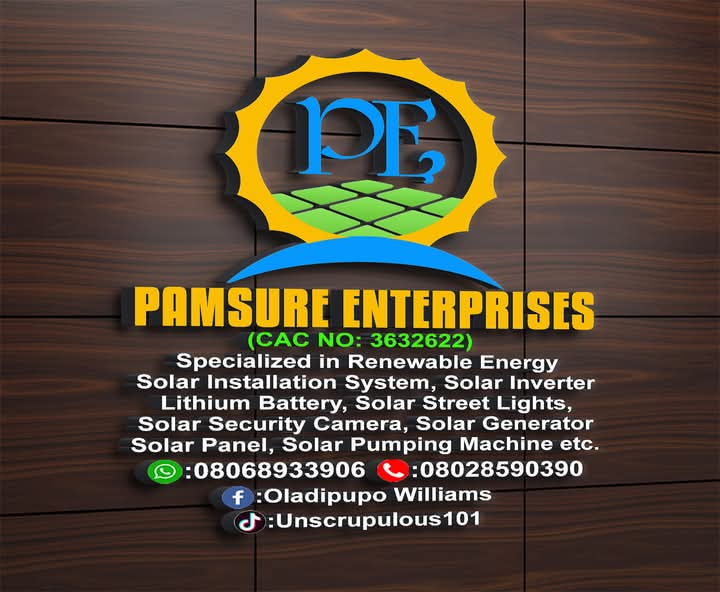 PE
PAMSURE ENTERPRISES
(CAC NO: 3632622)
Specialized in Renewable Energy
Solar Installation System, Solar Inverter
Lithium Battery, Solar Street Lights,
Solar Security Camera, Solar Generator
Solar Panel, Solar Pumping Machine etc.
:08068933906 :08028590390
:Oladipupo Williams
:Unscrupulous101